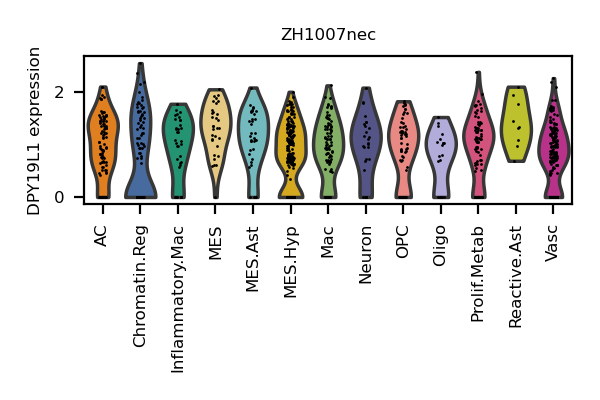 ZH1007nec
DPY19L1 expression
2
0
AC
Chromatin.Reg
Inflammatory.Mac
MES
MES.Ast
MES.Hyp
Mac
Neuron
OPC
Oligo
Prolif.Metab
Reactive.Ast
Vasc